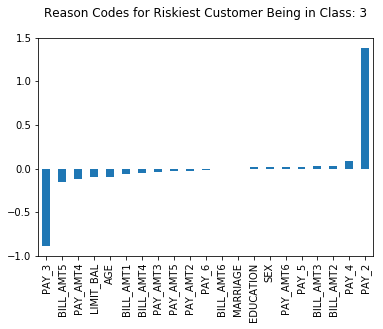 Reason Codes for Riskiest Customer Being in Class: 3
1.5
1.0
0.5
0.0
−0.5
−1.0
PAY_3
BILL_AMT5
PAY_AMT4
LIMIT_BAL
AGE
BILL_AMT1
BILL_AMT4
PAY_AMT3
PAY_AMT5
PAY_AMT2
PAY_6
BILL_AMT6
MARRIAGE
EDUCATION
SEX
PAY_AMT6
PAY_5
BILL_AMT3
BILL_AMT2
PAY_4
PAY_2